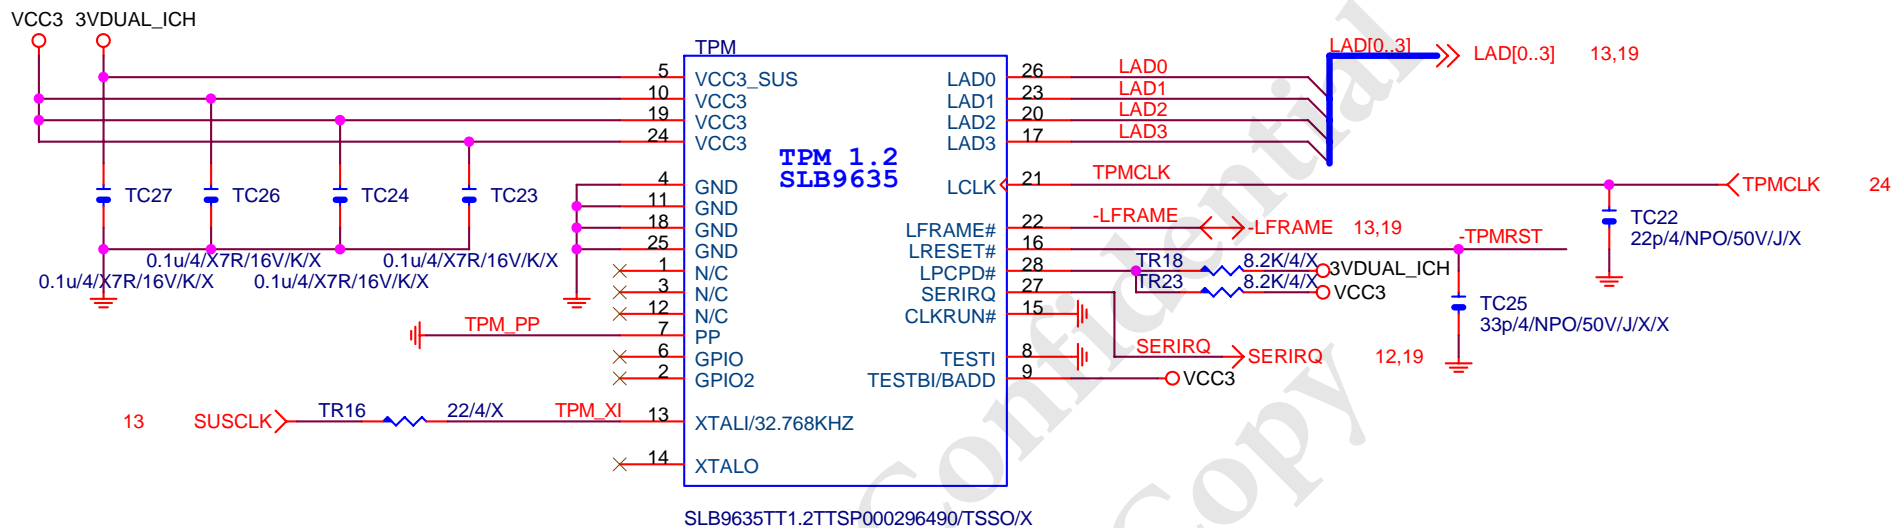 VCC3 3VDUAL_ICH
TPM
LAD[0..3]
LAD[0..3] 13,19
5 VCC3_SUS
10 VCC3
19 VCC3
24 VCC3
4 GND
11 GND
18 GND
25 GND
1 N/C
3 N/C
12 N/C
TPM_PP 7 PP
6 GPIO
2 GPIO2
13 SUSCLK TR16 22/4/X TPM_XI 13 XTALI/32.768KHZ
14 XTALO
TPM 1.2
SLB9635
LAD0 26 LAD0
LAD1 23 LAD1
LAD2 20 LAD2
LAD3 17 LAD3
LCLK 21 TPMCLK TPMCLK 24
LFRAME# 22 -LFRAME -LFRAME 13,19
LRESET# 16 -TPMRST
LPCPD# 28 TR18 8.2K/4/X 3VDUAL_ICH
SERIRQ 27 TR23 8.2K/4/X VCC3
CLKRUN# 15
SERIRQ SERIRQ 12,19
TESTI 8
TESTBI/BADD 9 VCC3
TC27 TC26 TC24 TC23
0.1u/4/X7R/16V/K/X 0.1u/4/X7R/16V/K/X
0.1u/4/X7R/16V/K/X 0.1u/4/X7R/16V/K/X
TC22
22p/4/NPO/50V/J/X
TC25
33p/4/NPO/50V/J/X/X
SLB9635TT1.2TTSP000296490/TSSO/X
Confidential
Copy